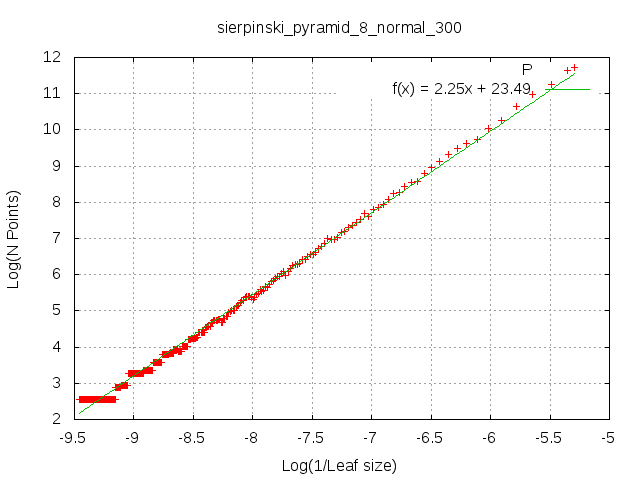 sierpinski_pyramid_8_normal_300
12
11
10
9
8
7
6
5
4
3
2
Log(N Points)
P
f(x) = 2.25x + 23.49
-9.5 -9 -8.5 -8 -7.5 -7 -6.5 -6 -5.5 -5
Log(1/Leaf size)